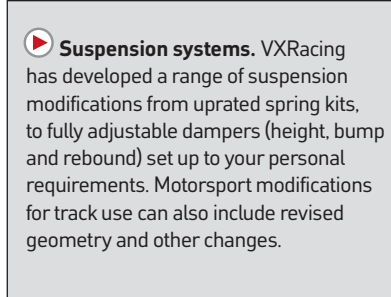 Suspension systems. VXRacing
has developed a range of suspension
modifications from uprated spring kits,
to fully adjustable dampers (height, bump
and rebound) set up to your personal
requirements. Motorsport modifications
for track use can also include revised
geometry and other changes.